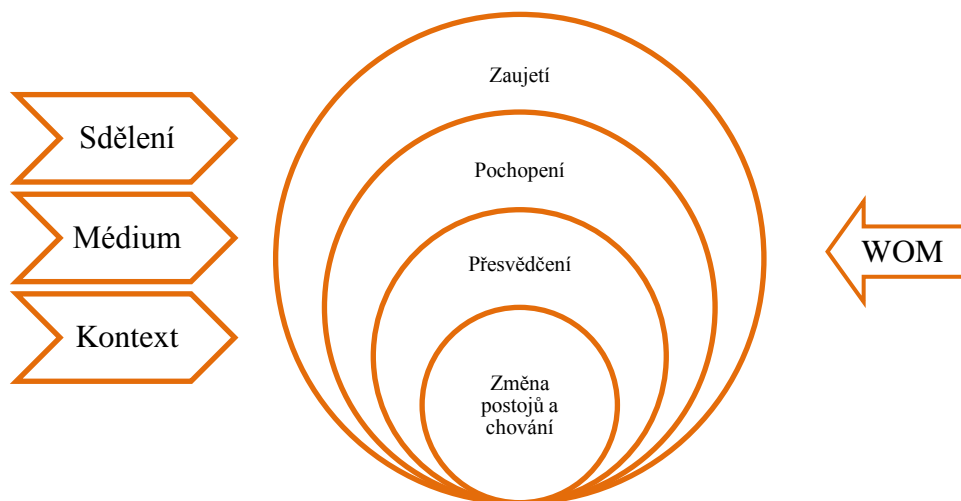 Sdělení
Médium
Kontext
Zaujetí
Pochopení
Přesvědčení
Změna
postojů a
chování
WOM